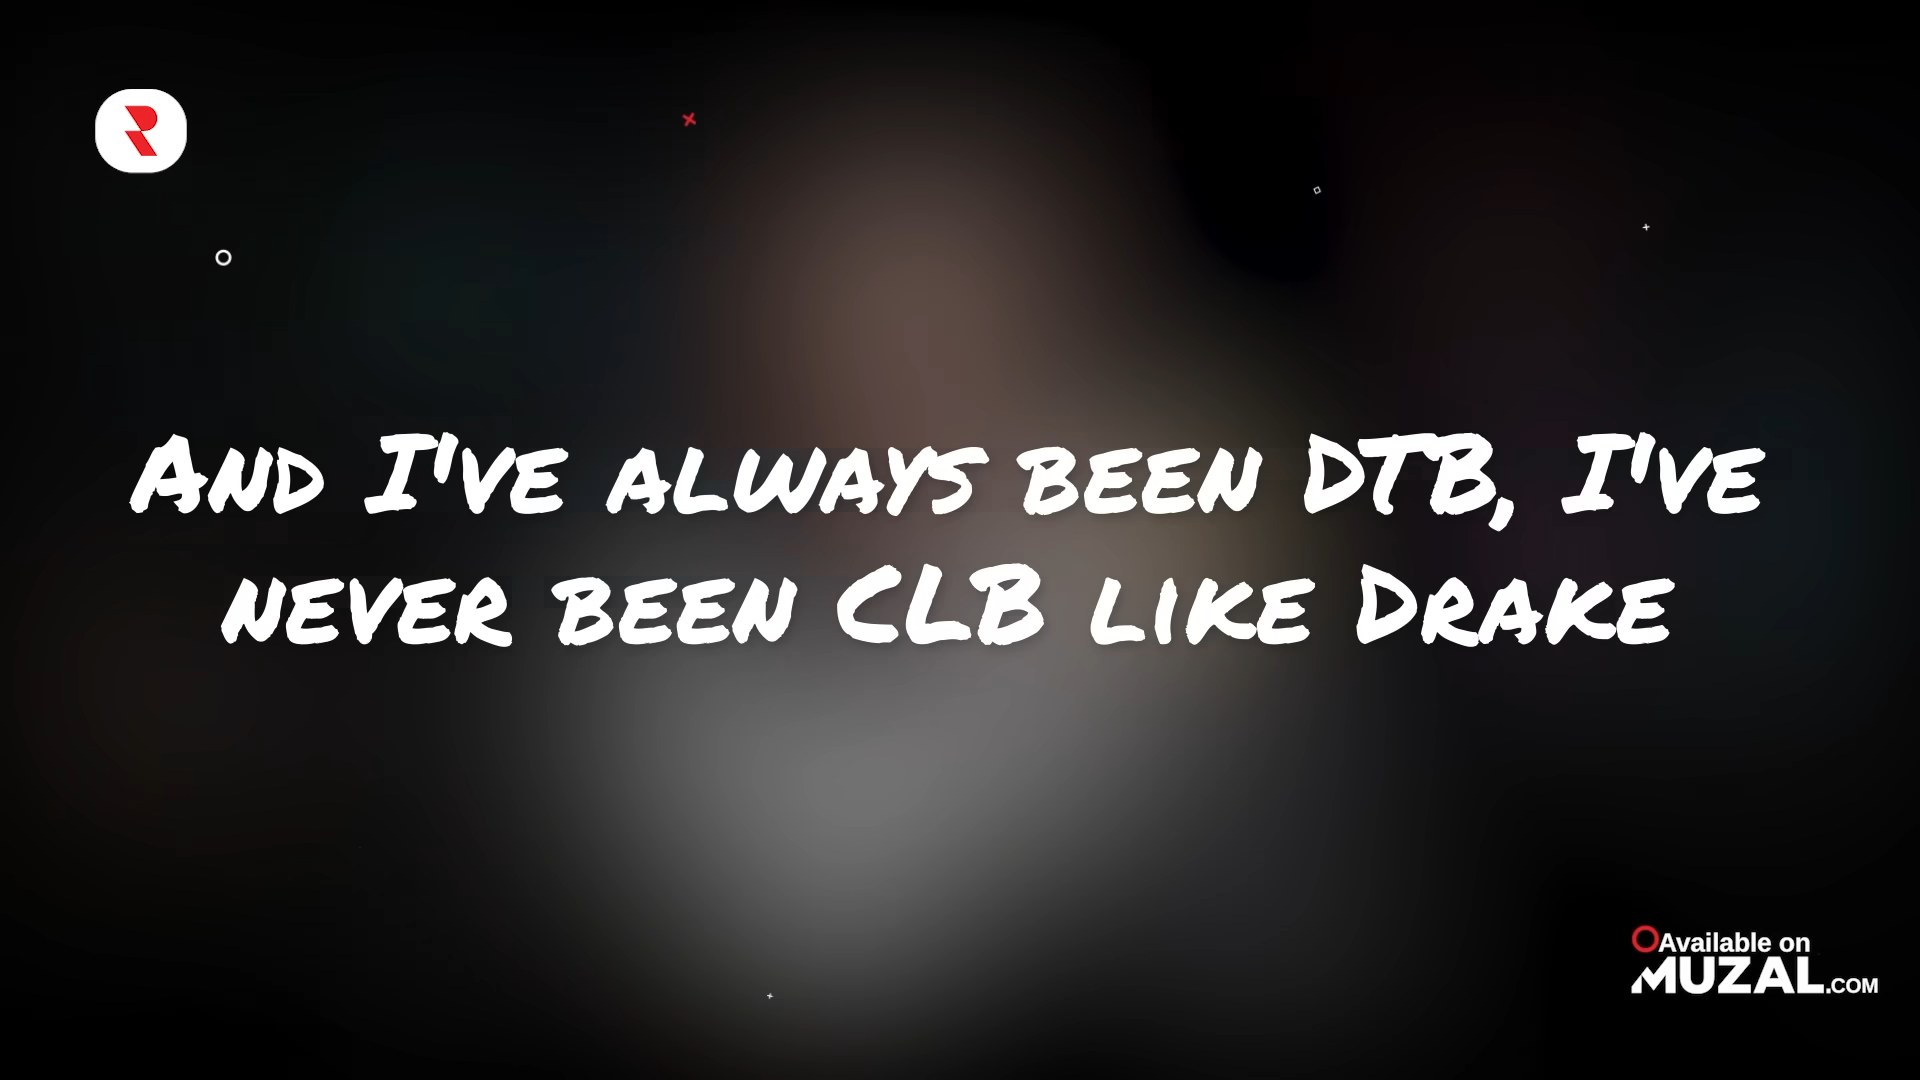 And I've always been DTB, I've
never been CLB like Drake
Available on
MUZAL.COM